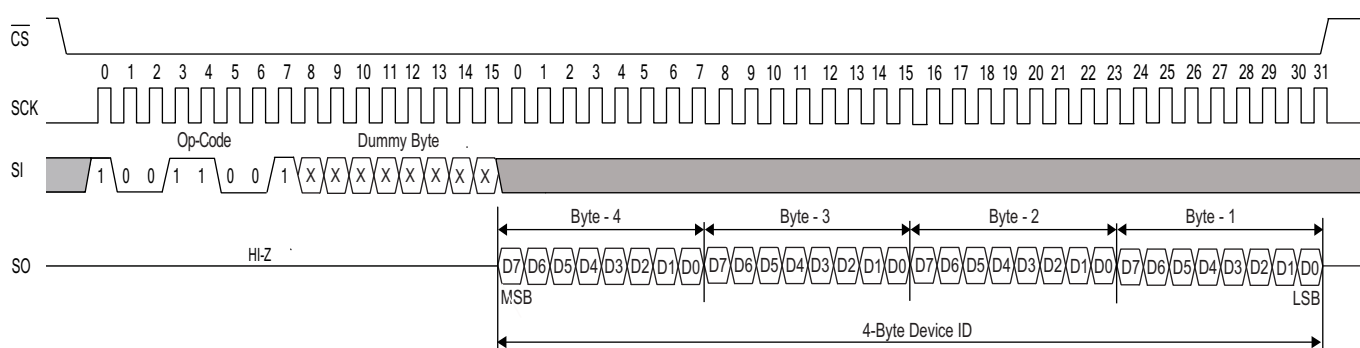 CS
0 1 2 3 4 5 6 7 8 9 10 11 12 13 14 15 0 1 2 3 4 5 6 7 8 9 10 11 12 13 14 15 16 17 18 19 20 21 22 23 24 25 26 27 28 29 30 31
SCK
Op-Code Dummy Byte
SI 1 0 0 1 1 0 0 1 X X X X X X X X
Byte - 4 Byte - 3 Byte - 2 Byte - 1
SO HI-Z D7 D6 D5 D4 D3 D2 D1 D0 D7 D6 D5 D4 D3 D2 D1 D0 D7 D6 D5 D4 D3 D2 D1 D0 D7 D6 D5 D4 D3 D2 D1 D0
MSB LSB
4-Byte Device ID